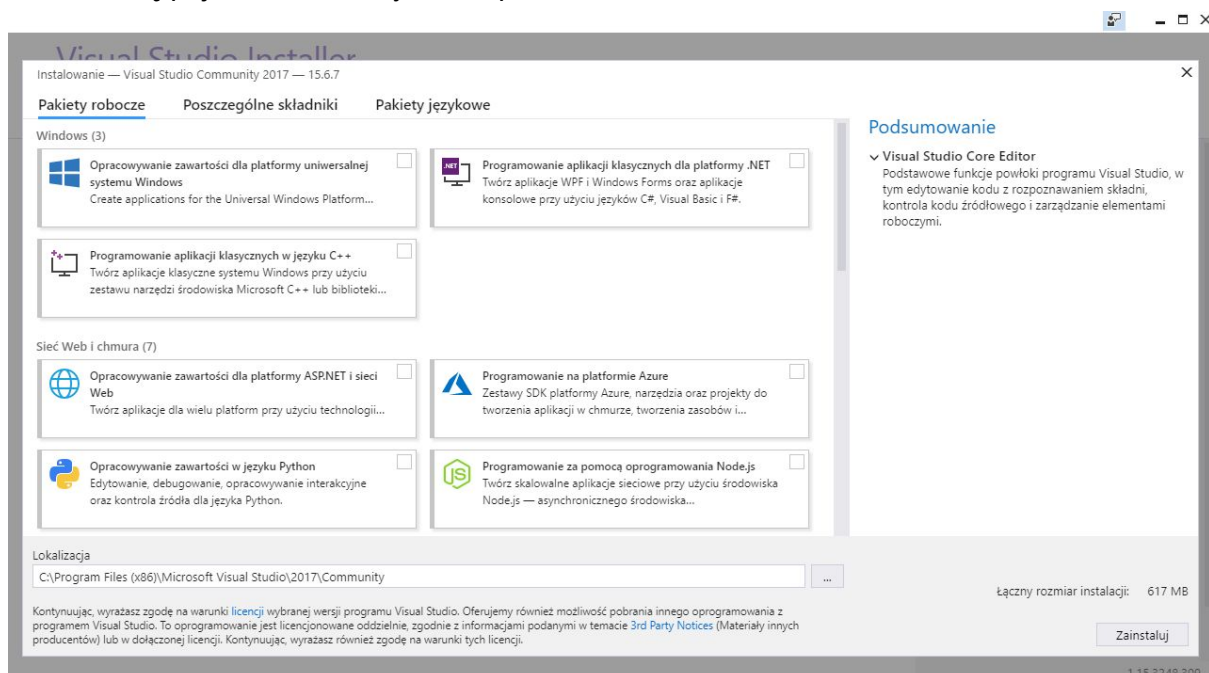 Visual Studio Installer
Instalowanie — Visual Studio Community 2017 — 15.6.7
Pakiety robocze
Poszczególne składniki
Pakiety językowe
Windows (3)
Opracowywanie zawartości dla platformy uniwersalnej
systemu Windows
Create applications for the Universal Windows Platform...
.NET
Programowanie aplikacji klasycznych dla platformy .NET
Twórz aplikacje WPF i Windows Forms oraz aplikacje
konsolowe przy użyciu języków C#, Visual Basic i F#.
Programowanie aplikacji klasycznych w języku C++
Twórz aplikacje klasyczne systemu Windows przy użyciu
zestawu narzędzi środowiska Microsoft C++ lub biblioteki...
Sieć Web i chmura (7)
Opracowywanie zawartości dla platformy ASP.NET i sieci
Web
Twórz aplikacje dla wielu platform przy użyciu technologii...
Programowanie na platformie Azure
Zestawy SDK platformy Azure, narzędzia oraz projekty do
tworzenia aplikacji w chmurze, tworzenia zasobów i...
Opracowywanie zawartości w języku Python
Edytowanie, debugowanie, opracowywanie interakcyjne
oraz kontrola źródła dla języka Python.
JS
Programowanie za pomocą oprogramowania Node.js
Twórz skalowalne aplikacje sieciowe przy użyciu środowiska
Node.js — asynchronicznego środowiska...
Podsumowanie
Visual Studio Core Editor
Podstawowe funkcje powłoki programu Visual Studio, w
tym edytowanie kodu z rozpoznawaniem składni,
kontrola kodu źródłowego i zarządzanie elementami
roboczymi.
Lokalizacja
C:\Program Files (x86)\Microsoft Visual Studio\2017\Community
...
Kontynuując, wyrażasz zgodę na warunki licencji wybranej wersji programu Visual Studio. Oferujemy również możliwość pobrania innego oprogramowania z
programem Visual Studio. To oprogramowanie jest licencjonowane oddzielnie, zgodnie z informacjami podanymi w temacie 3rd Party Notices (Materiały innych
producentów) lub w dołączonej licencji. Kontynuując, wyrażasz również zgodę na warunki tych licencji.
Łączny rozmiar instalacji: 617 MB
Zainstaluj